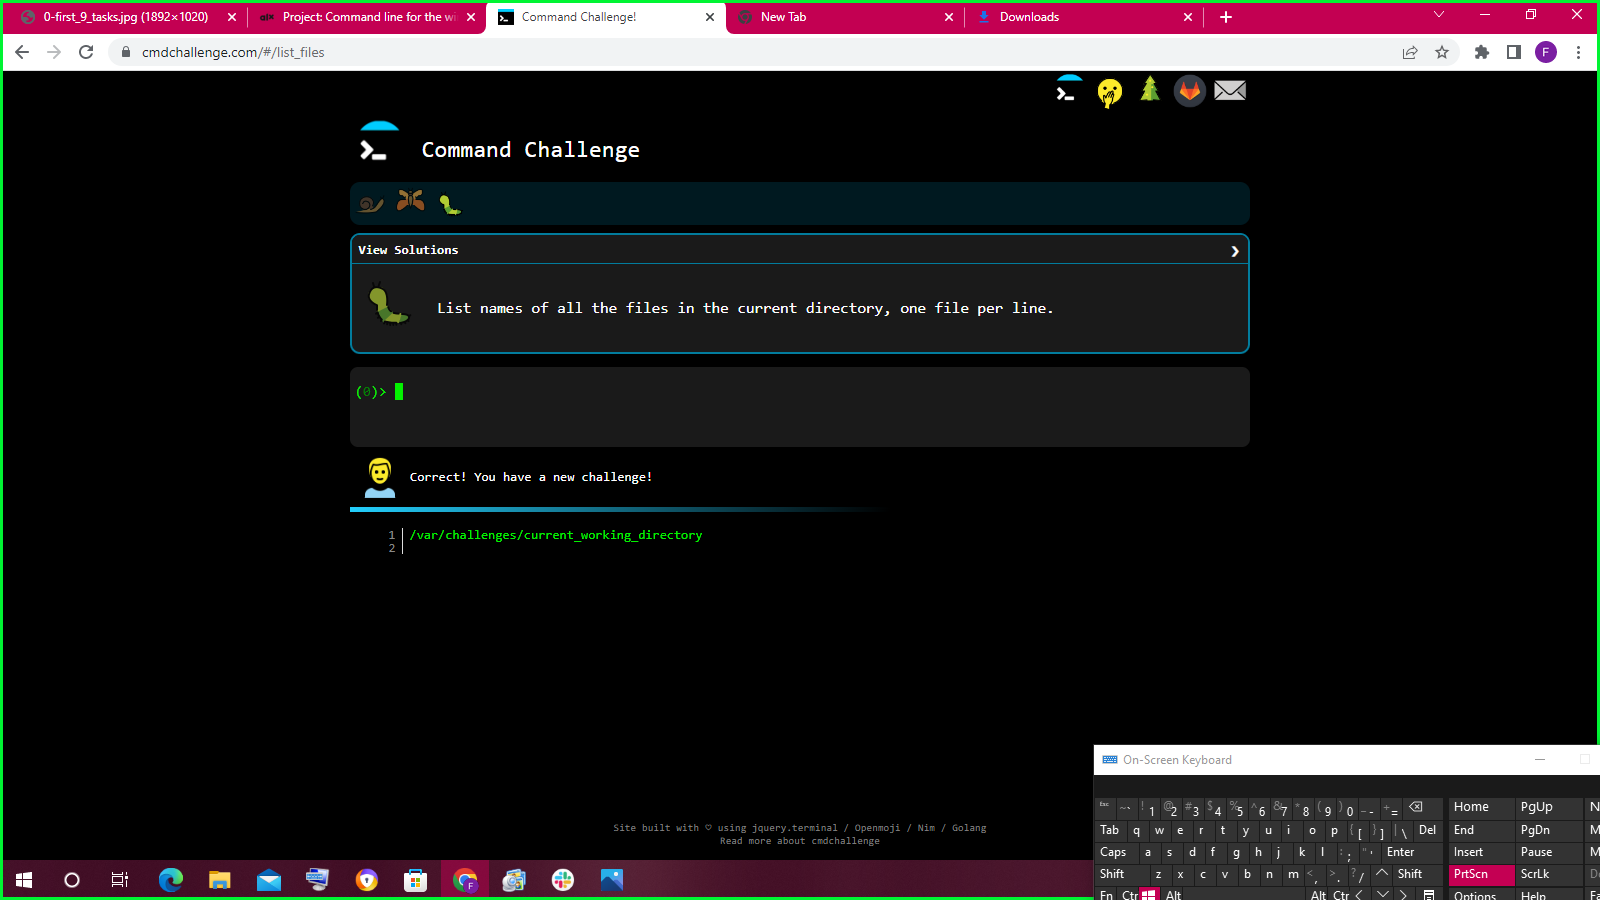 0-first_9_tasks.jpg (1892×1020)
Project: Command line for the wi
Command Challenge!
New Tab
Downloads
cmdchallenge.com/#/list_files
F
Command Challenge
View Solutions
List names of all the files in the current directory, one file per line.
(0)>
Correct! You have a new challenge!
1 /var/challenges/current_working_directory
2
Site built with ♡ using jquery.terminal / Openmoji / Nim / Golang
Read more about cmdchallenge
On-Screen Keyboard
Esc ~ ` ! 1 @ 2 # 3 $ 4 % 5 ^ 6 & 7 * 8 ( 9 ) 0 _ - + = Home PgUp
Tab q w e r t y u i o p { [ } ] | \ Del End PgDn
Caps a s d f g h j k l : ; " ' Enter Insert Pause
Shift z x c v b n m < , > . ? / Shift PrtScn ScrLk
Fn Ctr Alt Alt Ctr Options Help